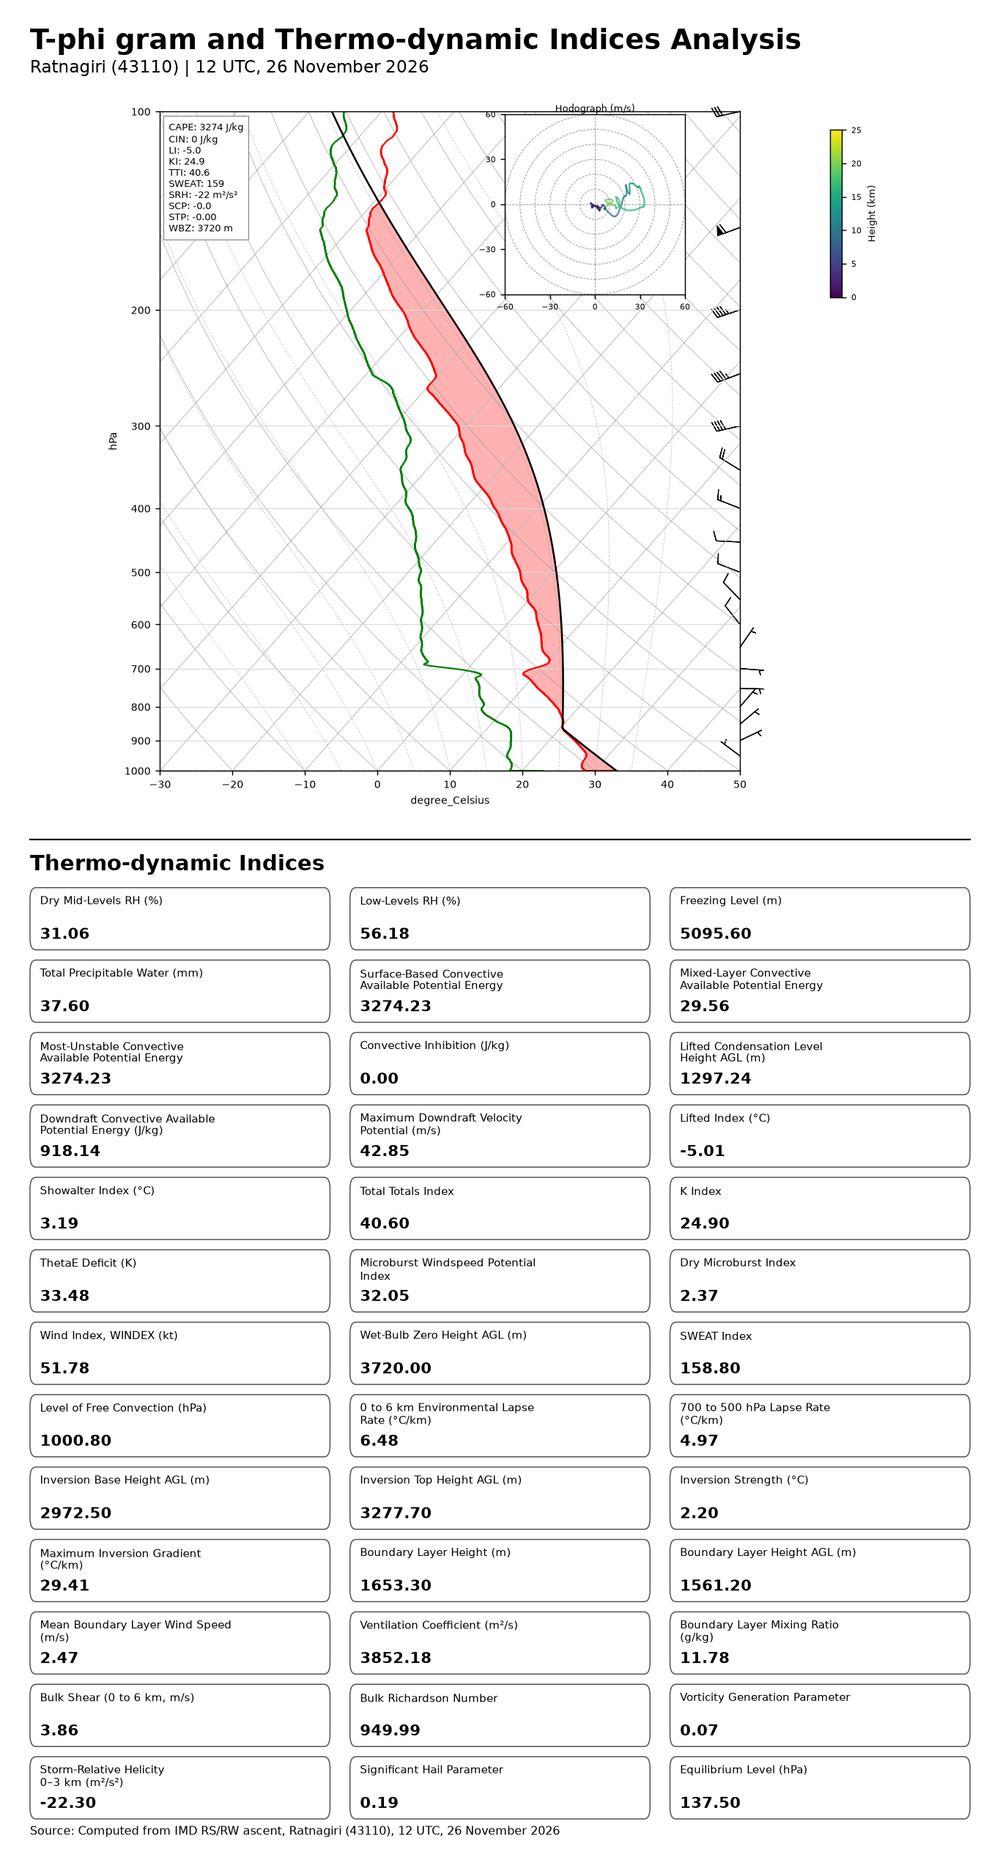 T-phi gram and Thermo-dynamic Indices Analysis
Ratnagiri (43110) | 12 UTC, 26 November 2026
CAPE: 3274 J/kg
CIN: 0 J/kg
LI: -5.0
KI: 24.9
TTI: 40.6
SWEAT: 159
SRH: -22 m²/s²
SCP: -0.0
STP: -0.00
WBZ: 3720 m
Hodograph (m/s)
60
30
0
−30
−60
−60 −30 0 30 60
25
20
15
10
5
0
Height (km)
100
200
300
400
500
600
700
800
900
1000
hPa
−30 −20 −10 0 10 20 30 40 50
degree_Celsius
Thermo-dynamic Indices
Dry Mid-Levels RH (%)
31.06
Low-Levels RH (%)
56.18
Freezing Level (m)
5095.60
Total Precipitable Water (mm)
37.60
Surface-Based Convective
Available Potential Energy
3274.23
Mixed-Layer Convective
Available Potential Energy
29.56
Most-Unstable Convective
Available Potential Energy
3274.23
Convective Inhibition (J/kg)
0.00
Lifted Condensation Level
Height AGL (m)
1297.24
Downdraft Convective Available
Potential Energy (J/kg)
918.14
Maximum Downdraft Velocity
Potential (m/s)
42.85
Lifted Index (°C)
-5.01
Showalter Index (°C)
3.19
Total Totals Index
40.60
K Index
24.90
ThetaE Deficit (K)
33.48
Microburst Windspeed Potential
Index
32.05
Dry Microburst Index
2.37
Wind Index, WINDEX (kt)
51.78
Wet-Bulb Zero Height AGL (m)
3720.00
SWEAT Index
158.80
Level of Free Convection (hPa)
1000.80
0 to 6 km Environmental Lapse
Rate (°C/km)
6.48
700 to 500 hPa Lapse Rate
(°C/km)
4.97
Inversion Base Height AGL (m)
2972.50
Inversion Top Height AGL (m)
3277.70
Inversion Strength (°C)
2.20
Maximum Inversion Gradient
(°C/km)
29.41
Boundary Layer Height (m)
1653.30
Boundary Layer Height AGL (m)
1561.20
Mean Boundary Layer Wind Speed
(m/s)
2.47
Ventilation Coefficient (m²/s)
3852.18
Boundary Layer Mixing Ratio
(g/kg)
11.78
Bulk Shear (0 to 6 km, m/s)
3.86
Bulk Richardson Number
949.99
Vorticity Generation Parameter
0.07
Storm-Relative Helicity
0–3 km (m²/s²)
-22.30
Significant Hail Parameter
0.19
Equilibrium Level (hPa)
137.50
Source: Computed from IMD RS/RW ascent, Ratnagiri (43110), 12 UTC, 26 November 2026